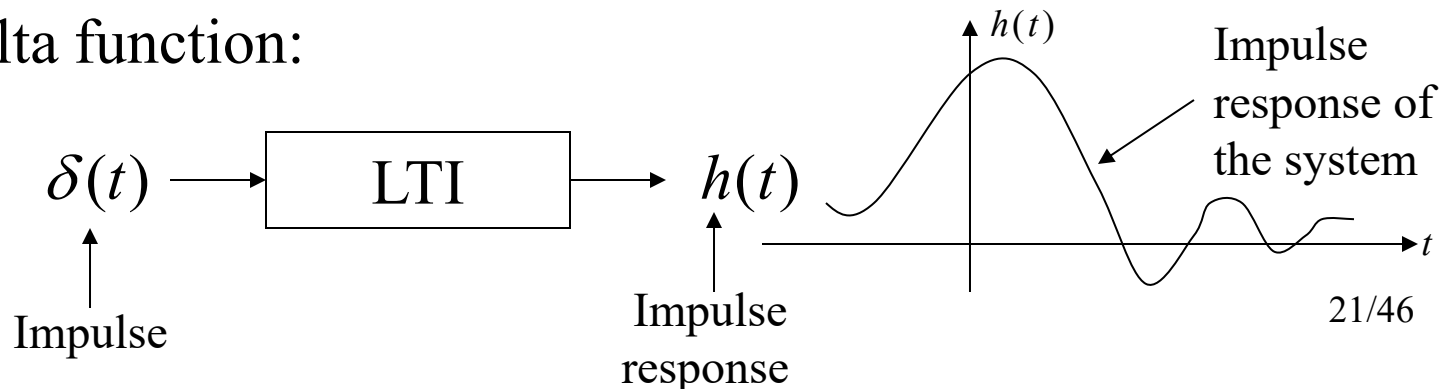 lta function:
δ(t)
LTI
h(t)
Impulse
Impulse
response
h(t)
Impulse
response of
the system
t
21/46